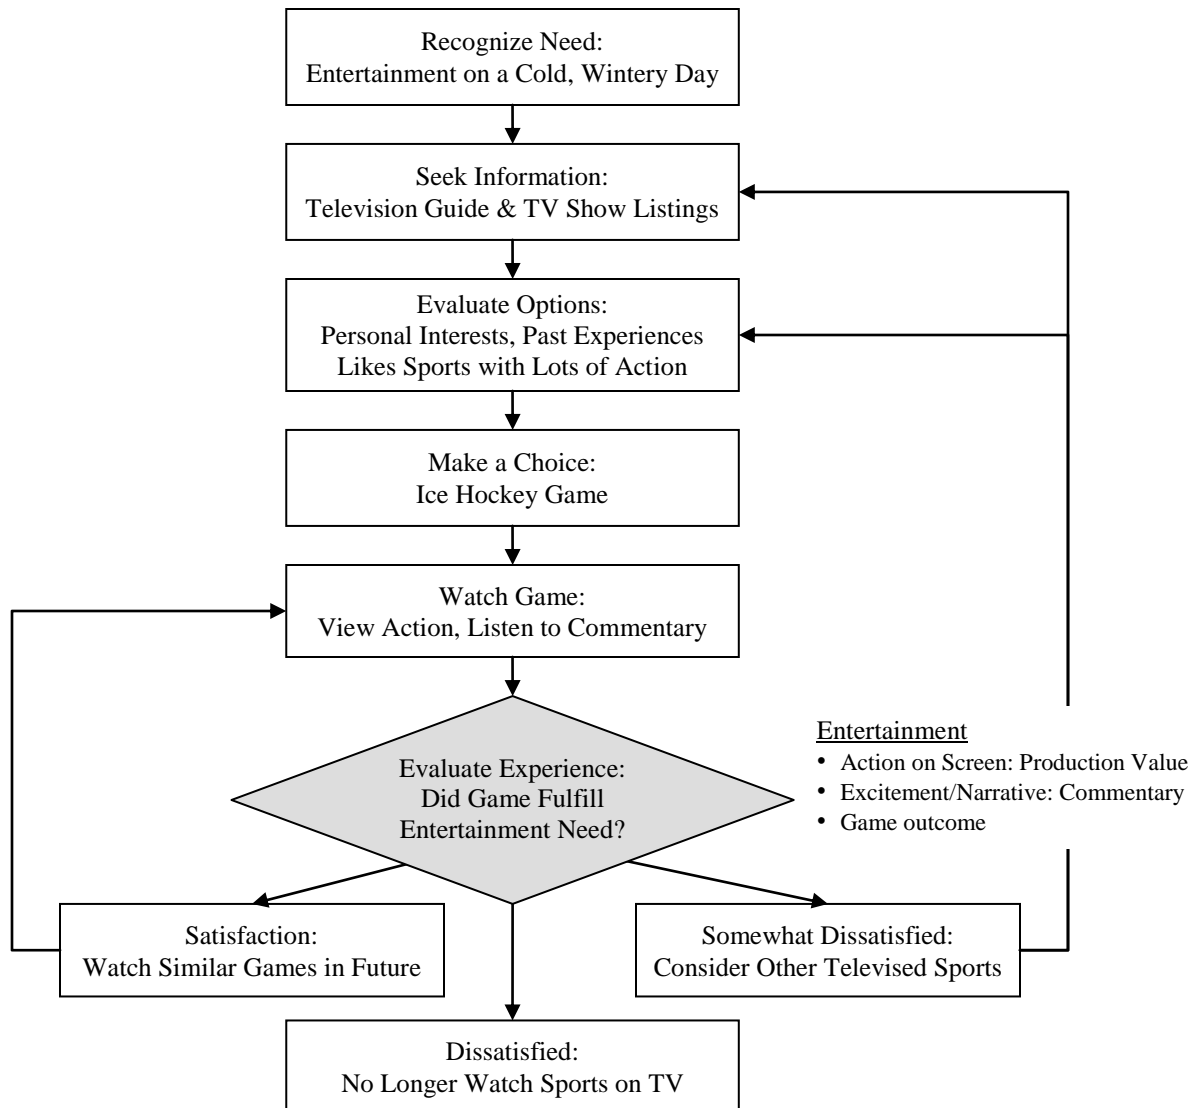 Recognize Need:
Entertainment on a Cold, Wintery Day
Seek Information:
Television Guide & TV Show Listings
Evaluate Options:
Personal Interests, Past Experiences
Likes Sports with Lots of Action
Make a Choice:
Ice Hockey Game
Watch Game:
View Action, Listen to Commentary
Evaluate Experience:
Did Game Fulfill
Entertainment Need?
Entertainment
• Action on Screen: Production Value
• Excitement/Narrative: Commentary
• Game outcome
Satisfaction:
Watch Similar Games in Future
Somewhat Dissatisfied:
Consider Other Televised Sports
Dissatisfied:
No Longer Watch Sports on TV